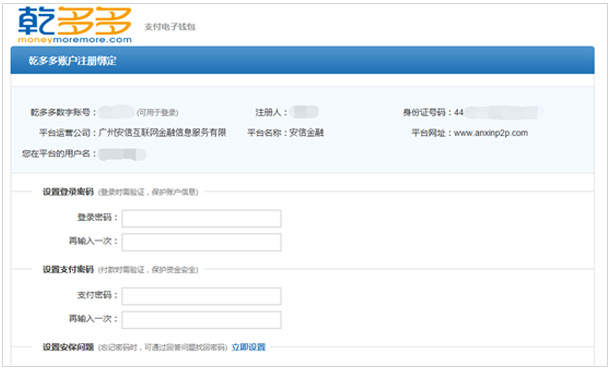 乾多多 支付电子钱包
moneymoremore.com
乾多多账户注册绑定
乾多多数字账号： (可用于登录) 注册人： 身份证号码：44
平台运营公司：广州安信互联网金融信息服务有限 平台名称：安信金融 平台网址：www.anxinp2p.com
您在平台的用户名：
设置登录密码 (登录时需验证，保护账户信息)
登录密码：
再输入一次：
设置支付密码 (付款时需验证，保护资金安全)
支付密码：
再输入一次：
设置安保问题 (忘记密码时，可通过回答问题找回密码) 立即设置